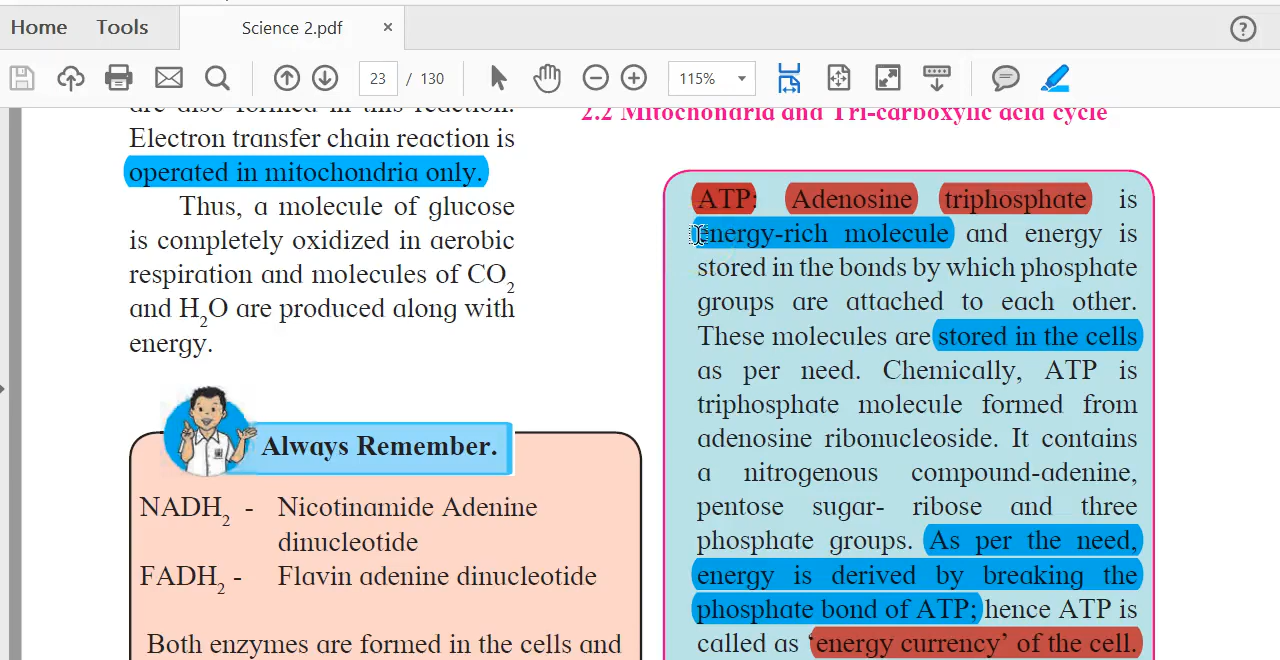 Home Tools Science 2.pdf ×
23 / 130 115%
are also formed in this reaction.
Electron transfer chain reaction is
operated in mitochondria only.
Thus, a molecule of glucose
is completely oxidized in aerobic
respiration and molecules of CO2
and H2O are produced along with
energy.
Always Remember.
NADH2 - Nicotinamide Adenine
dinucleotide
FADH2 - Flavin adenine dinucleotide
Both enzymes are formed in the cells and
2.2 Mitochondria and Tri-carboxylic acid cycle
ATP: Adenosine triphosphate is
energy-rich molecule and energy is
stored in the bonds by which phosphate
groups are attached to each other.
These molecules are stored in the cells
as per need. Chemically, ATP is
triphosphate molecule formed from
adenosine ribonucleoside. It contains
a nitrogenous compound-adenine,
pentose sugar- ribose and three
phosphate groups. As per the need,
energy is derived by breaking the
phosphate bond of ATP; hence ATP is
called as ‘energy currency’ of the cell.